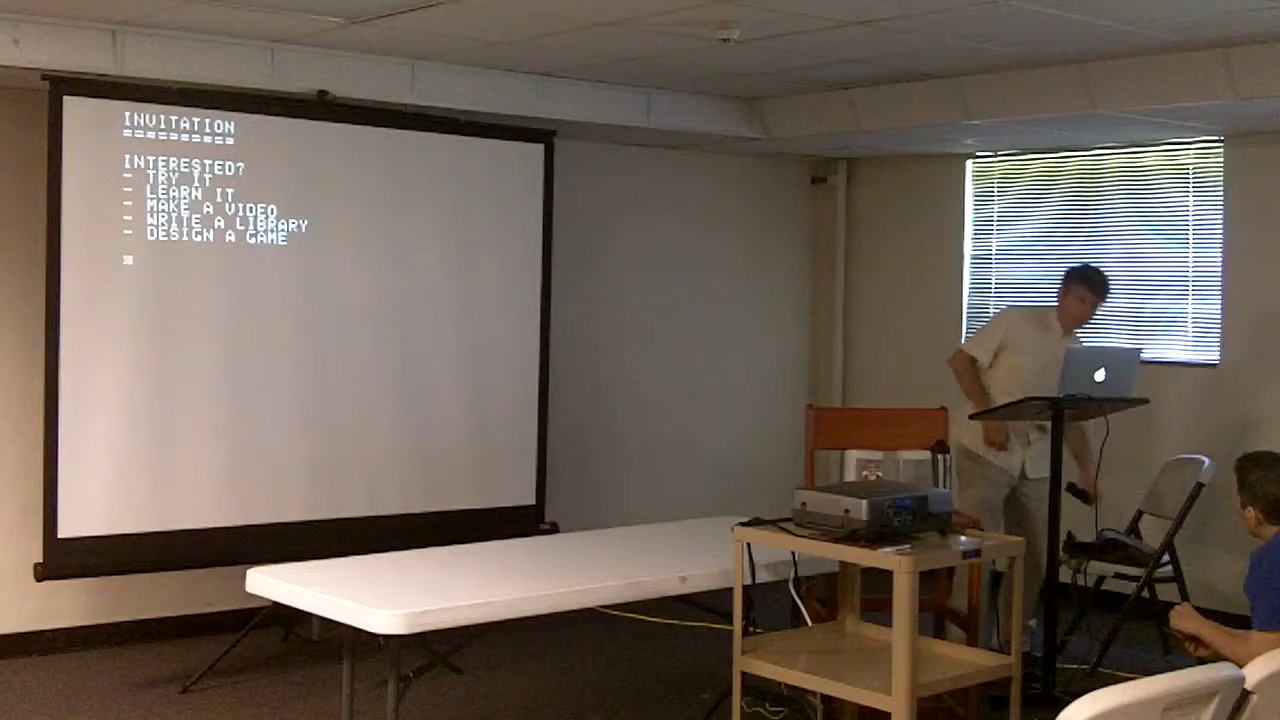 INVITATION
==========
INTERESTED?
- TRY IT
- LEARN IT
- MAKE A VIDEO
- WRITE A LIBRARY
- DESIGN A GAME